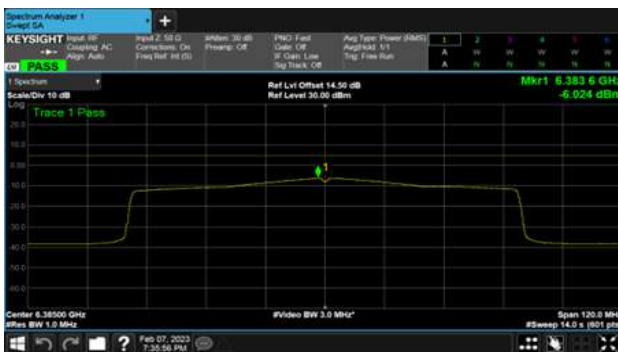 Spectrum Analyzer 1
Swept SA
+
KEYSIGHT
Input: RF
Coupling: AC
Align: Auto
Input Z: 50 Ω
Corrections: On
Freq Ref: Int (S)
#Atten: 30 dB
Preamp: Off
PNO: Fast
Gate: Off
IF Gain: Low
Sig Track: Off
Avg Type: Power (RMS)
Avg|Hold: 1/1
Trig: Free Run
1 2 3 4 5 6
A W W W W W
A N N N N N
PASS
1 Spectrum
Scale/Div 10 dB
Ref Lvl Offset 14.50 dB
Ref Level 30.00 dBm
Mkr1 6.383 6 GHz
-6.024 dBm
Log
Trace 1 Pass
20.0
10.0
0.00
-10.0
-20.0
-30.0
-40.0
-50.0
-60.0
1
Center 6.38500 GHz
#Res BW 1.0 MHz
#Video BW 3.0 MHz*
Span 120.0 MHz
#Sweep 14.0 s (601 pts)
?
Feb 07, 2023
7:35:56 PM